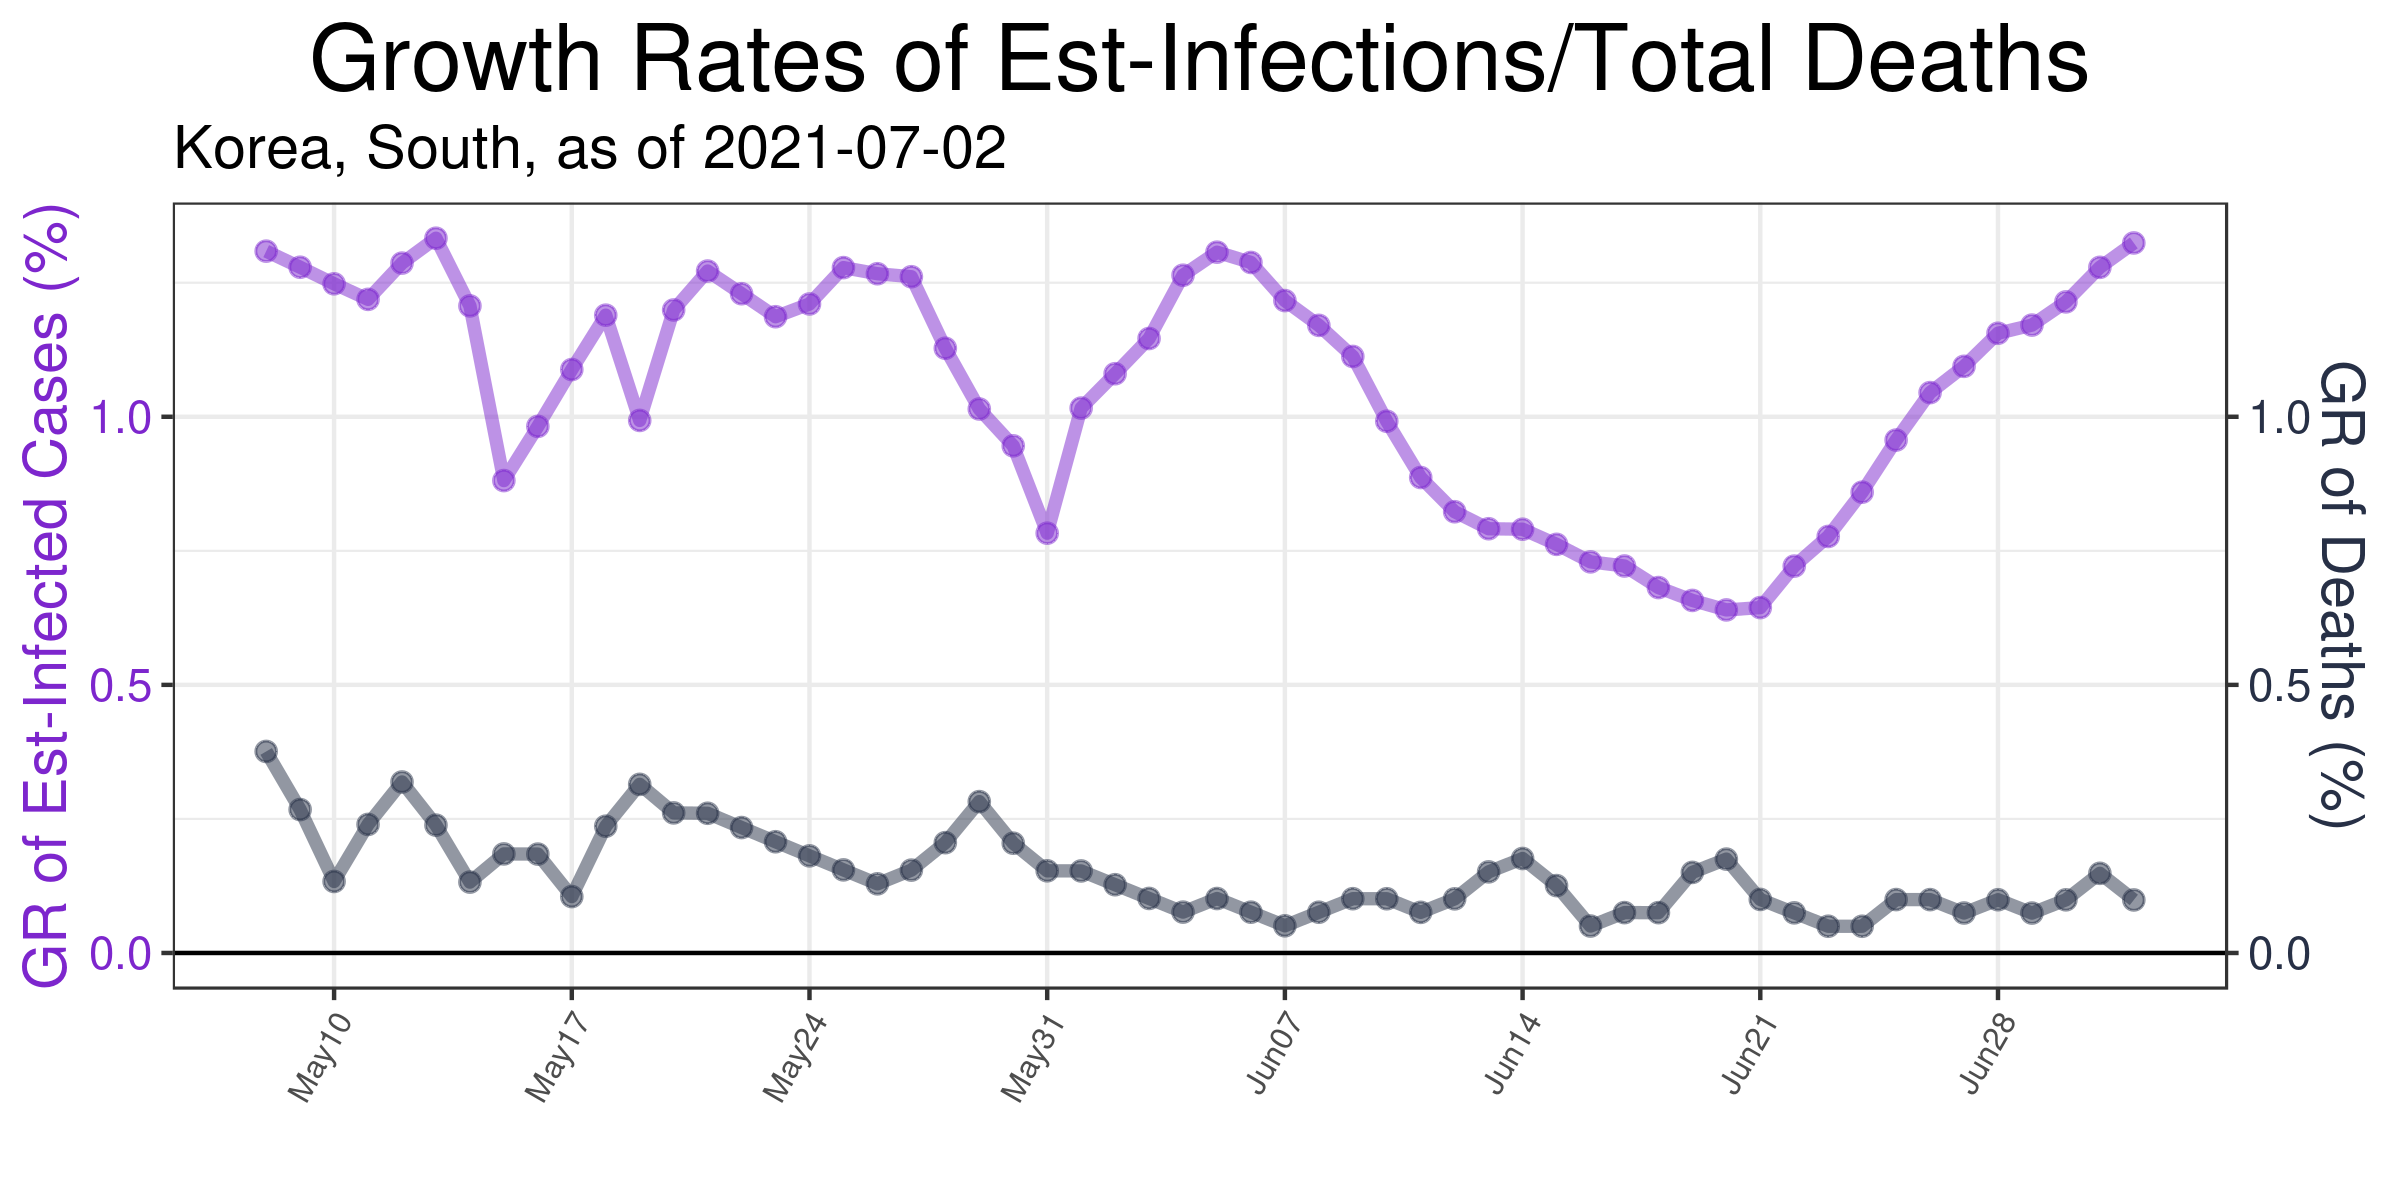 Growth Rates of Est-Infections/Total Deaths
Korea, South, as of 2021-07-02
GR of Est-Infected Cases (%)
1.0
0.5
0.0
1.0
0.5
0.0
GR of Deaths (%)
May10
May17
May24
May31
Jun07
Jun14
Jun21
Jun28